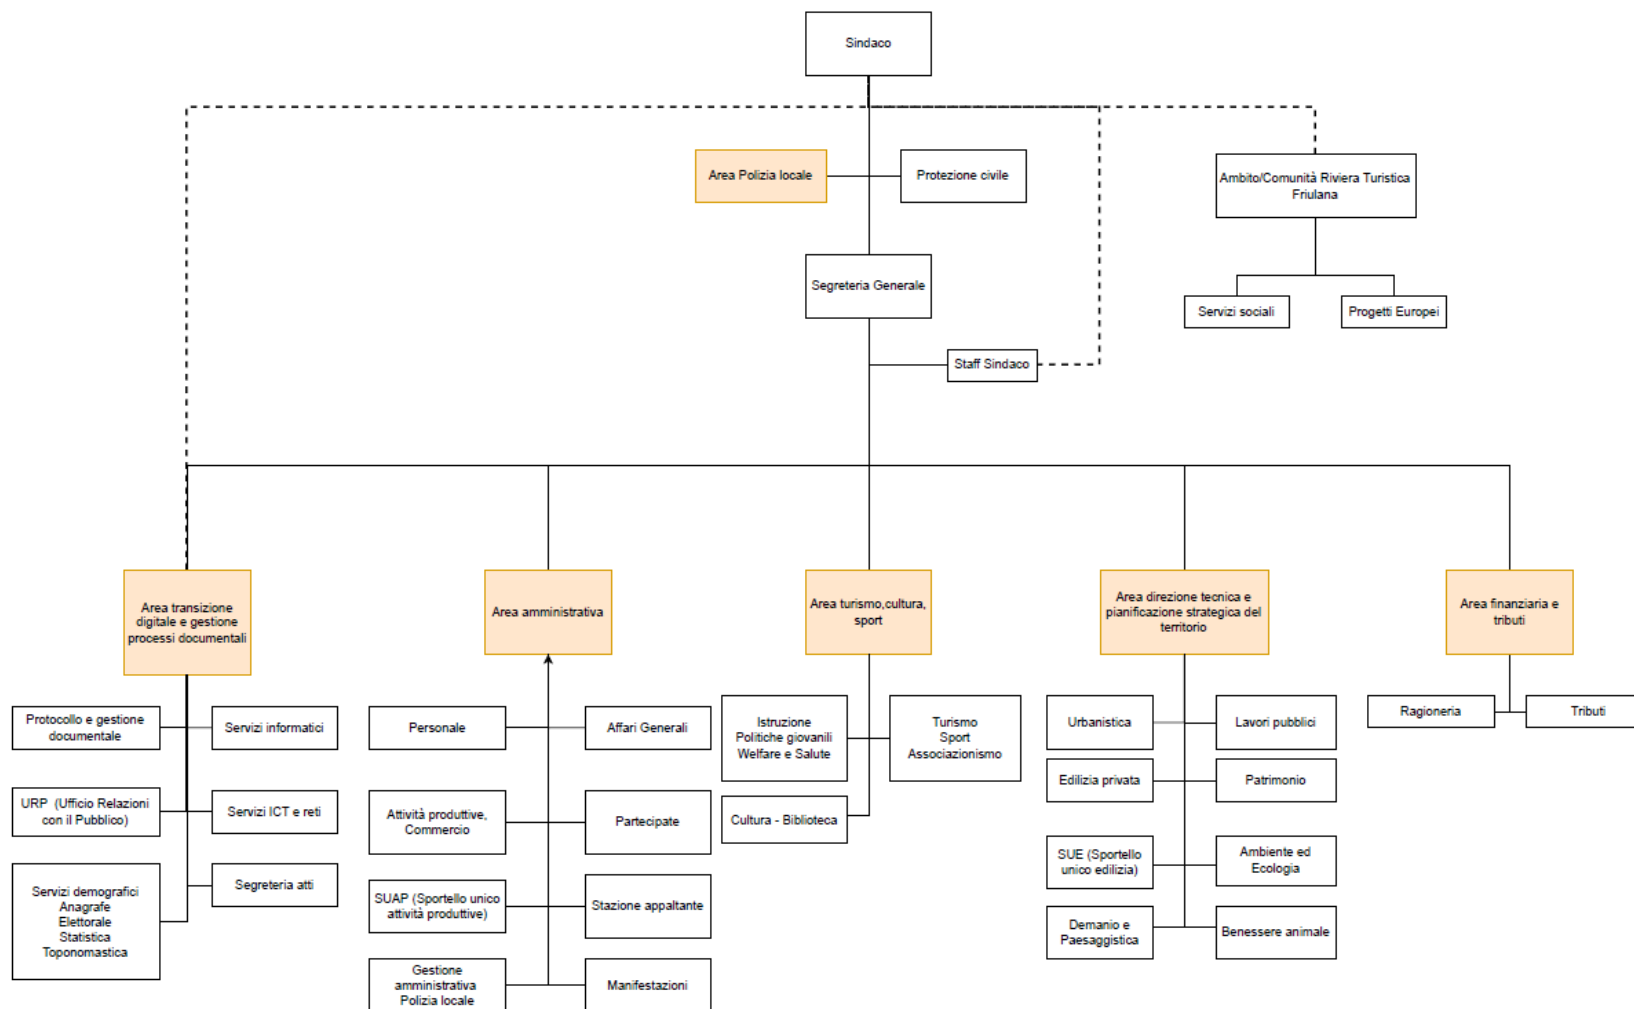 Sindaco
Area Polizia locale
Protezione civile
Ambito/Comunità Riviera Turistica
Friulana
Segreteria Generale
Servizi sociali
Progetti Europei
Staff Sindaco
Area transizione
digitale e gestione
processi documentali
Area amministrativa
Area turismo,cultura,
sport
Area direzione tecnica e
pianificazione strategica del
territorio
Area finanziaria e
tributi
Protocollo e gestione
documentale
Servizi informatici
URP (Ufficio Relazioni
con il Pubblico)
Servizi ICT e reti
Servizi demografici
Anagrafe
Elettorale
Statistica
Toponomastica
Segreteria atti
Personale
Affari Generali
Attività produttive,
Commercio
Partecipate
SUAP (Sportello unico
attività produttive)
Stazione appaltante
Gestione
amministrativa
Polizia locale
Manifestazioni
Istruzione
Politiche giovanili
Welfare e Salute
Turismo
Sport
Associazionismo
Cultura - Biblioteca
Urbanistica
Lavori pubblici
Edilizia privata
Patrimonio
SUE (Sportello
unico edilizia)
Ambiente ed
Ecologia
Demanio e
Paesaggistica
Benessere animale
Ragioneria
Tributi